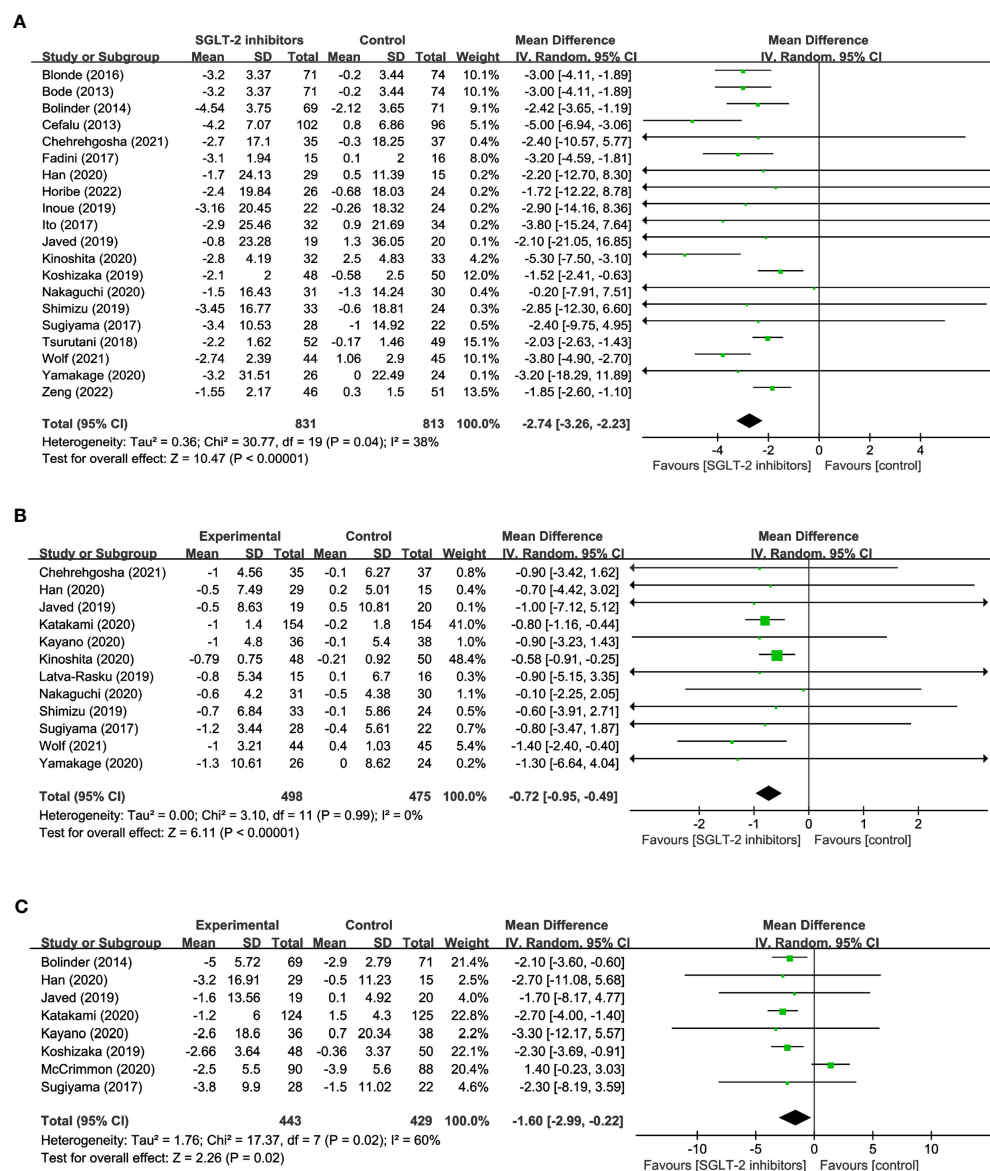 A
SGLT-2 inhibitors Control Mean Difference Mean Difference
Study or Subgroup Mean SD Total Mean SD Total Weight IV. Random. 95% CI IV. Random. 95% CI
Blonde (2016) -3.2 3.37 71 -0.2 3.44 74 10.1% -3.00 [-4.11, -1.89]
Bode (2013) -3.2 3.37 71 -0.2 3.44 74 10.1% -3.00 [-4.11, -1.89]
Bolinder (2014) -4.54 3.75 69 -2.12 3.65 71 9.1% -2.42 [-3.65, -1.19]
Cefalu (2013) -4.2 7.07 102 0.8 6.86 96 5.1% -5.00 [-6.94, -3.06]
Chehrehgosha (2021) -2.7 17.1 35 -0.3 18.25 37 0.4% -2.40 [-10.57, 5.77]
Fadini (2017) -3.1 1.94 15 0.1 2 16 8.0% -3.20 [-4.59, -1.81]
Han (2020) -1.7 24.13 29 0.5 11.39 15 0.2% -2.20 [-12.70, 8.30]
Horibe (2022) -2.4 19.84 26 -0.68 18.03 24 0.2% -1.72 [-12.22, 8.78]
Inoue (2019) -3.16 20.45 22 -0.26 18.32 24 0.2% -2.90 [-14.16, 8.36]
Ito (2017) -2.9 25.46 32 0.9 21.69 34 0.2% -3.80 [-15.24, 7.64]
Javed (2019) -0.8 23.28 19 1.3 36.05 20 0.1% -2.10 [-21.05, 16.85]
Kinoshita (2020) -2.8 4.19 32 2.5 4.83 33 4.2% -5.30 [-7.50, -3.10]
Koshizaka (2019) -2.1 2 48 -0.58 2.5 50 12.0% -1.52 [-2.41, -0.63]
Nakaguchi (2020) -1.5 16.43 31 -1.3 14.24 30 0.4% -0.20 [-7.91, 7.51]
Shimizu (2019) -3.45 16.77 33 -0.6 18.81 24 0.3% -2.85 [-12.30, 6.60]
Sugiyama (2017) -3.4 10.53 28 -1 14.92 22 0.5% -2.40 [-9.75, 4.95]
Tsurutani (2018) -2.2 1.62 52 -0.17 1.46 49 15.1% -2.03 [-2.63, -1.43]
Wolf (2021) -2.74 2.39 44 1.06 2.9 45 10.1% -3.80 [-4.90, -2.70]
Yamakage (2020) -3.2 31.51 26 0 22.49 24 0.1% -3.20 [-18.29, 11.89]
Zeng (2022) -1.55 2.17 46 0.3 1.5 51 13.5% -1.85 [-2.60, -1.10]
Total (95% CI) 831 813 100.0% -2.74 [-3.26, -2.23]
Heterogeneity: Tau² = 0.36; Chi² = 30.77, df = 19 (P = 0.04); I² = 38%
Test for overall effect: Z = 10.47 (P < 0.00001)
-4 -2 0 2 4
Favours [SGLT-2 inhibitors] Favours [control]
B
Experimental Control Mean Difference Mean Difference
Study or Subgroup Mean SD Total Mean SD Total Weight IV. Random. 95% CI IV. Random. 95% CI
Chehrehgosha (2021) -1 4.56 35 -0.1 6.27 37 0.8% -0.90 [-3.42, 1.62]
Han (2020) -0.5 7.49 29 0.2 5.01 15 0.4% -0.70 [-4.42, 3.02]
Javed (2019) -0.5 8.63 19 0.5 10.81 20 0.1% -1.00 [-7.12, 5.12]
Katakami (2020) -1 1.4 154 -0.2 1.8 154 41.0% -0.80 [-1.16, -0.44]
Kayano (2020) -1 4.8 36 -0.1 5.4 38 1.0% -0.90 [-3.23, 1.43]
Kinoshita (2020) -0.79 0.75 48 -0.21 0.92 50 48.4% -0.58 [-0.91, -0.25]
Latva-Rasku (2019) -0.8 5.34 15 0.1 6.7 16 0.3% -0.90 [-5.15, 3.35]
Nakaguchi (2020) -0.6 4.2 31 -0.5 4.38 30 1.1% -0.10 [-2.25, 2.05]
Shimizu (2019) -0.7 6.84 33 -0.1 5.86 24 0.5% -0.60 [-3.91, 2.71]
Sugiyama (2017) -1.2 3.44 28 -0.4 5.61 22 0.7% -0.80 [-3.47, 1.87]
Wolf (2021) -1 3.21 44 0.4 1.03 45 5.4% -1.40 [-2.40, -0.40]
Yamakage (2020) -1.3 10.61 26 0 8.62 24 0.2% -1.30 [-6.64, 4.04]
Total (95% CI) 498 475 100.0% -0.72 [-0.95, -0.49]
Heterogeneity: Tau² = 0.00; Chi² = 3.10, df = 11 (P = 0.99); I² = 0%
Test for overall effect: Z = 6.11 (P < 0.00001)
-2 -1 0 1 2
Favours [SGLT-2 inhibitors] Favours [control]
C
Experimental Control Mean Difference Mean Difference
Study or Subgroup Mean SD Total Mean SD Total Weight IV. Random. 95% CI IV. Random. 95% CI
Bolinder (2014) -5 5.72 69 -2.9 2.79 71 21.4% -2.10 [-3.60, -0.60]
Han (2020) -3.2 16.91 29 -0.5 11.23 15 2.5% -2.70 [-11.08, 5.68]
Javed (2019) -1.6 13.56 19 0.1 4.92 20 4.0% -1.70 [-8.17, 4.77]
Katakami (2020) -1.2 6 124 1.5 4.3 125 22.8% -2.70 [-4.00, -1.40]
Kayano (2020) -2.6 18.6 36 0.7 20.34 38 2.2% -3.30 [-12.17, 5.57]
Koshizaka (2019) -2.66 3.64 48 -0.36 3.37 50 22.1% -2.30 [-3.69, -0.91]
McCrimmon (2020) -2.5 5.5 90 -3.9 5.6 88 20.4% 1.40 [-0.23, 3.03]
Sugiyama (2017) -3.8 9.9 28 -1.5 11.02 22 4.6% -2.30 [-8.19, 3.59]
Total (95% CI) 443 429 100.0% -1.60 [-2.99, -0.22]
Heterogeneity: Tau² = 1.76; Chi² = 17.37, df = 7 (P = 0.02); I² = 60%
Test for overall effect: Z = 2.26 (P = 0.02)
-10 -5 0 5 10
Favours [SGLT-2 inhibitors] Favours [control]